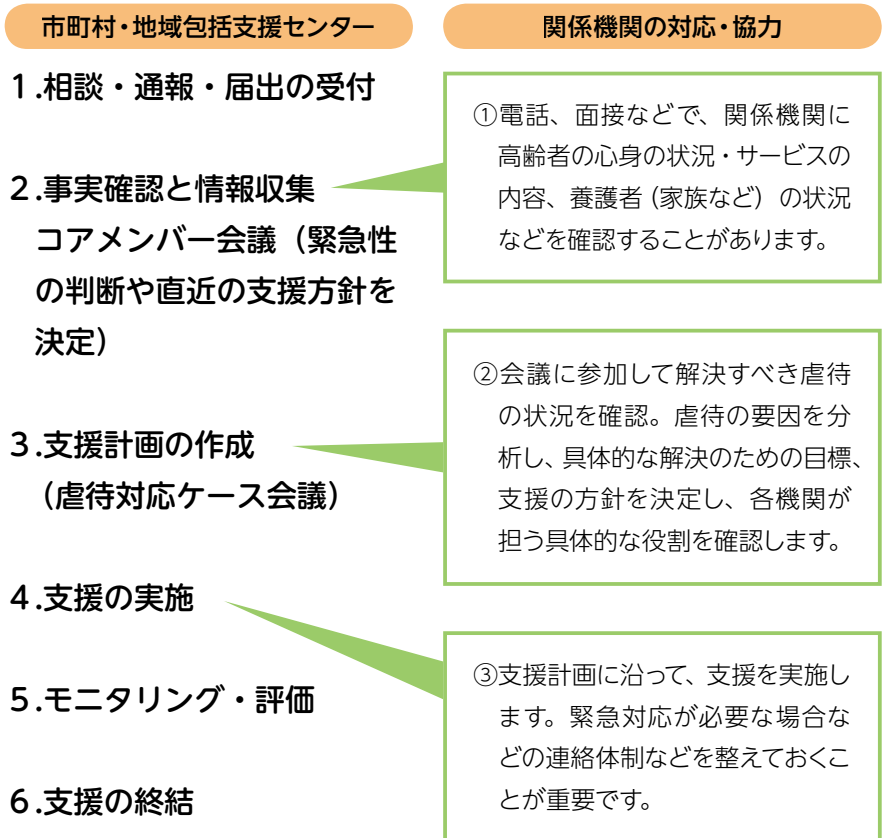 市町村・地域包括支援センター
１.相談・通報・届出の受付
２.事実確認と情報収集
コアメンバー会議（緊急性
の判断や直近の支援方針を
決定）
３.支援計画の作成
（虐待対応ケース会議）
４.支援の実施
５.モニタリング・評価
６.支援の終結
関係機関の対応・協力
①電話、面接などで、関係機関に
高齢者の心身の状況・サービスの
内容、養護者（家族など）の状況
などを確認することがあります。
②会議に参加して解決すべき虐待
の状況を確認。虐待の要因を分
析し、具体的な解決のための目標、
支援の方針を決定し、各機関が
担う具体的な役割を確認します。
③支援計画に沿って、支援を実施し
ます。緊急対応が必要な場合な
どの連絡体制などを整えておくこ
とが重要です。